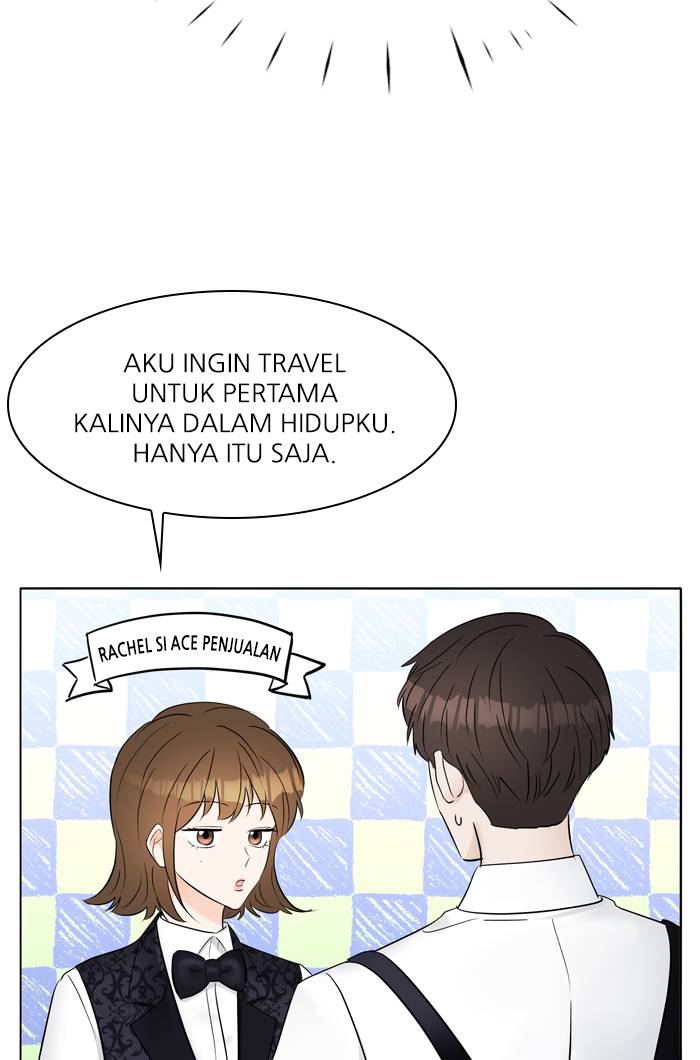 AKU INGIN TRAVEL
UNTUK PERTAMA
KALINYA DALAM HIDUPKU.
HANYA ITU SAJA.
RACHEL SI ACE PENJUALAN